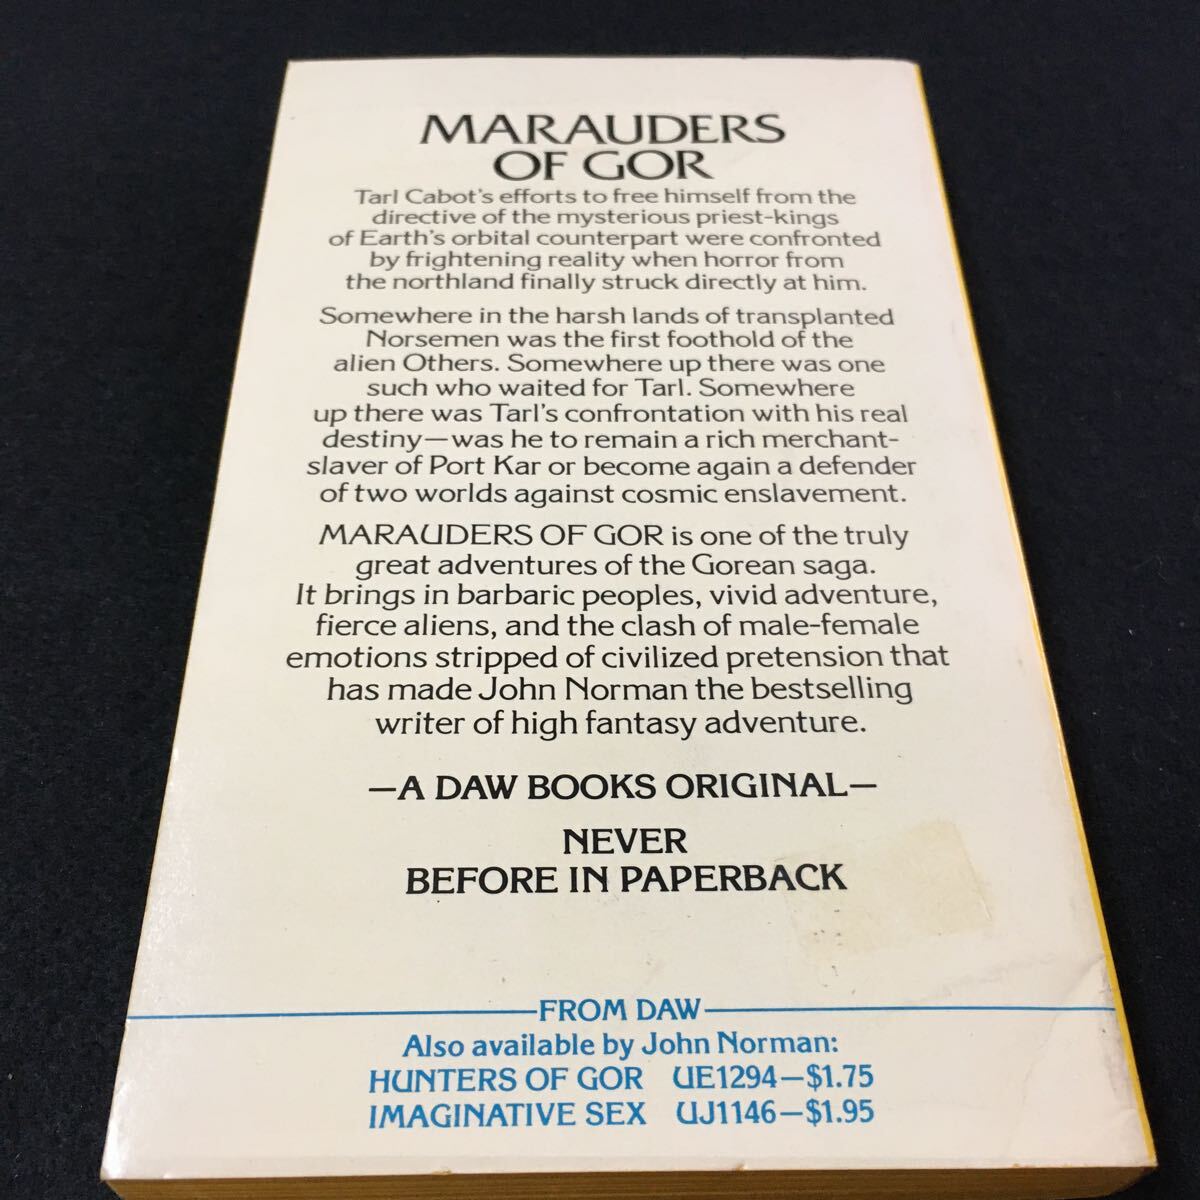 MARAUDERS
OF GOR
Tarl Cabot's efforts to free himself from the
directive of the mysterious priest-kings
of Earth's orbital counterpart were confronted
by frightening reality when horror from
the northland finally struck directly at him.
Somewhere in the harsh lands of transplanted
Norsemen was the first foothold of the
alien Others. Somewhere up there was one
such who waited for Tarl. Somewhere
up there was Tarl's confrontation with his real
destiny—was he to remain a rich merchant-
slaver of Port Kar or become again a defender
of two worlds against cosmic enslavement.
MARAUDERS OF GOR is one of the truly
great adventures of the Gorean saga.
It brings in barbaric peoples, vivid adventure,
fierce aliens, and the clash of male-female
emotions stripped of civilized pretension that
has made John Norman the bestselling
writer of high fantasy adventure.
—A DAW BOOKS ORIGINAL—
NEVER
BEFORE IN PAPERBACK
FROM DAW
Also available by John Norman:
HUNTERS OF GOR UE1294—$1.75
IMAGINATIVE SEX UJ1146—$1.95